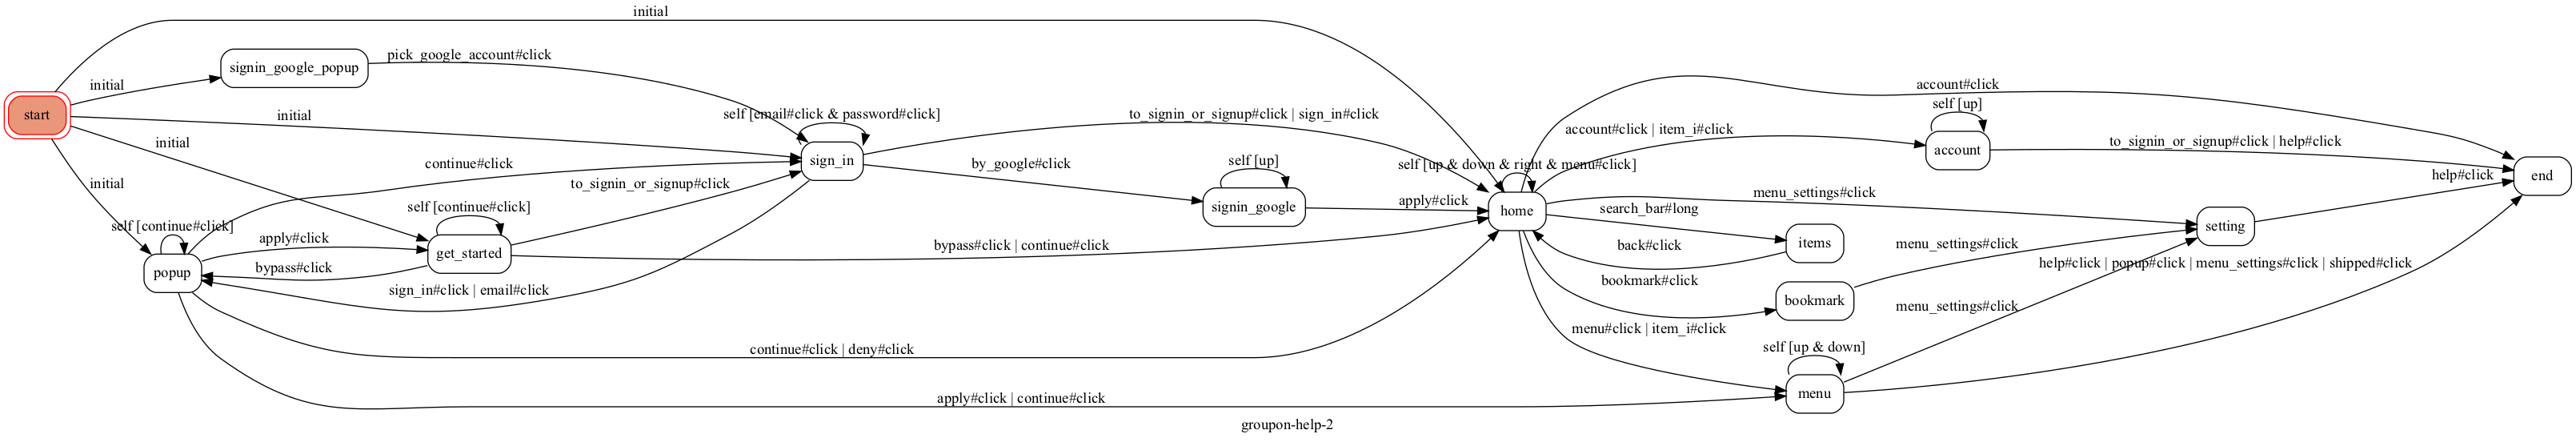 initial
pick_google_account#click
signin_google_popup
initial
account#click
self [up]
start
initial
self [email#click & password#click]
to_signin_or_signup#click | sign_in#click
account#click | item_i#click
to_signin_or_signup#click | help#click
initial
continue#click
sign_in
by_google#click
self [up]
self [up & down & right & menu#click]
account
help#click
end
initial
to_signin_or_signup#click
menu_settings#click
self [continue#click]
signin_google
apply#click
home
search_bar#long
self [continue#click]
setting
apply#click
bypass#click | continue#click
back#click
items
menu_settings#click
get_started
bypass#click
help#click | popup#click | menu_settings#click | shipped#click
popup
sign_in#click | email#click
bookmark#click
bookmark
menu_settings#click
menu#click | item_i#click
continue#click | deny#click
self [up & down]
menu
apply#click | continue#click
groupon-help-2